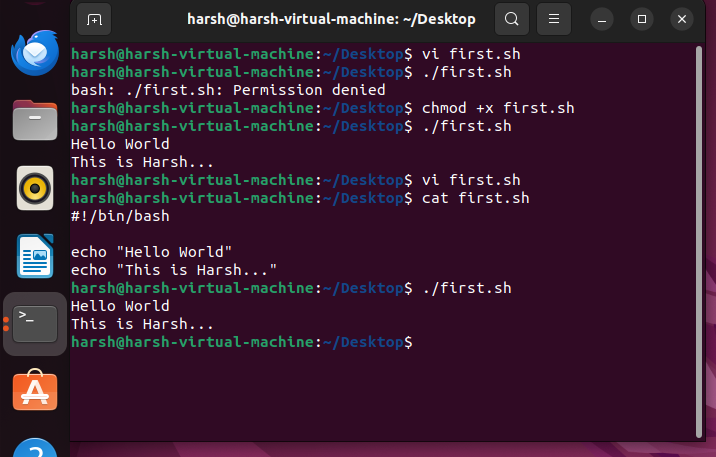 harsh@harsh-virtual-machine: ~/Desktop
harsh@harsh-virtual-machine:~/Desktop$ vi first.sh
harsh@harsh-virtual-machine:~/Desktop$ ./first.sh
bash: ./first.sh: Permission denied
harsh@harsh-virtual-machine:~/Desktop$ chmod +x first.sh
harsh@harsh-virtual-machine:~/Desktop$ ./first.sh
Hello World
This is Harsh...
harsh@harsh-virtual-machine:~/Desktop$ vi first.sh
harsh@harsh-virtual-machine:~/Desktop$ cat first.sh
#!/bin/bash

echo "Hello World"
echo "This is Harsh..."
harsh@harsh-virtual-machine:~/Desktop$ ./first.sh
Hello World
This is Harsh...
harsh@harsh-virtual-machine:~/Desktop$